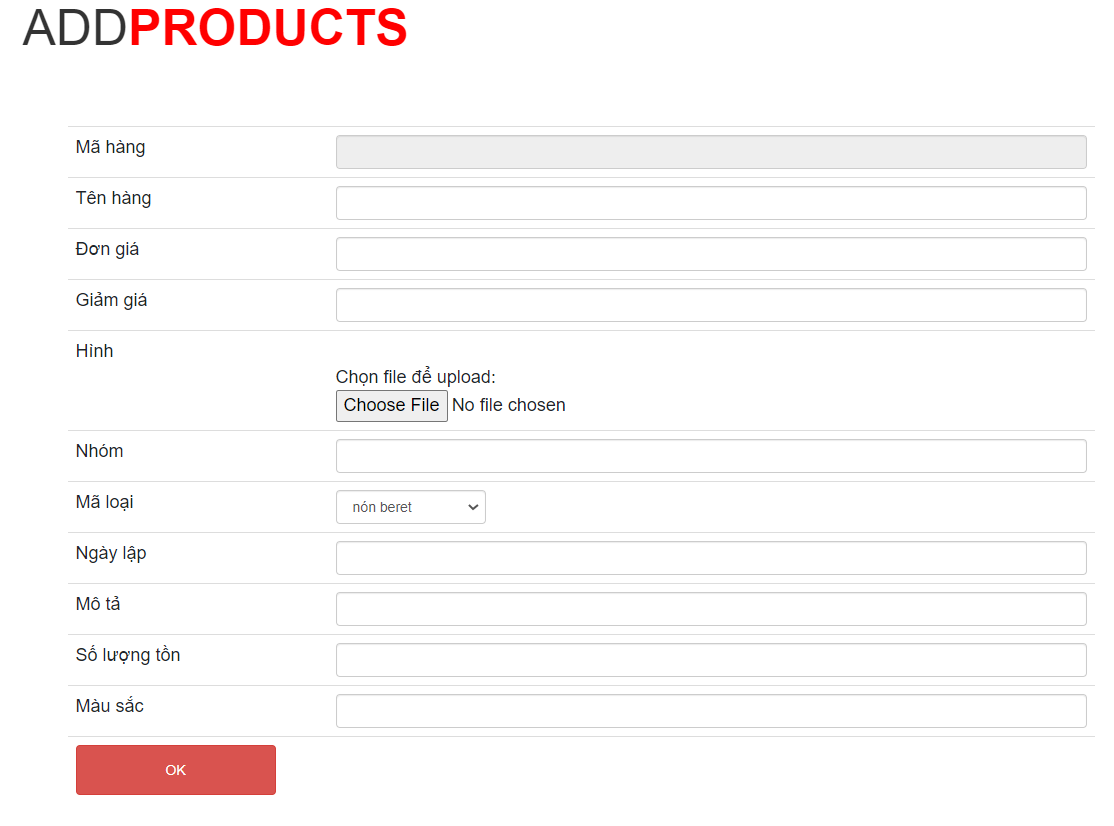 ADDPRODUCTS
Mã hàng
Tên hàng
Đơn giá
Giảm giá
Hình
Chọn file để upload:
Choose File No file chosen
Nhóm
Mã loại
nón beret
Ngày lập
Mô tả
Số lượng tồn
Màu sắc
OK